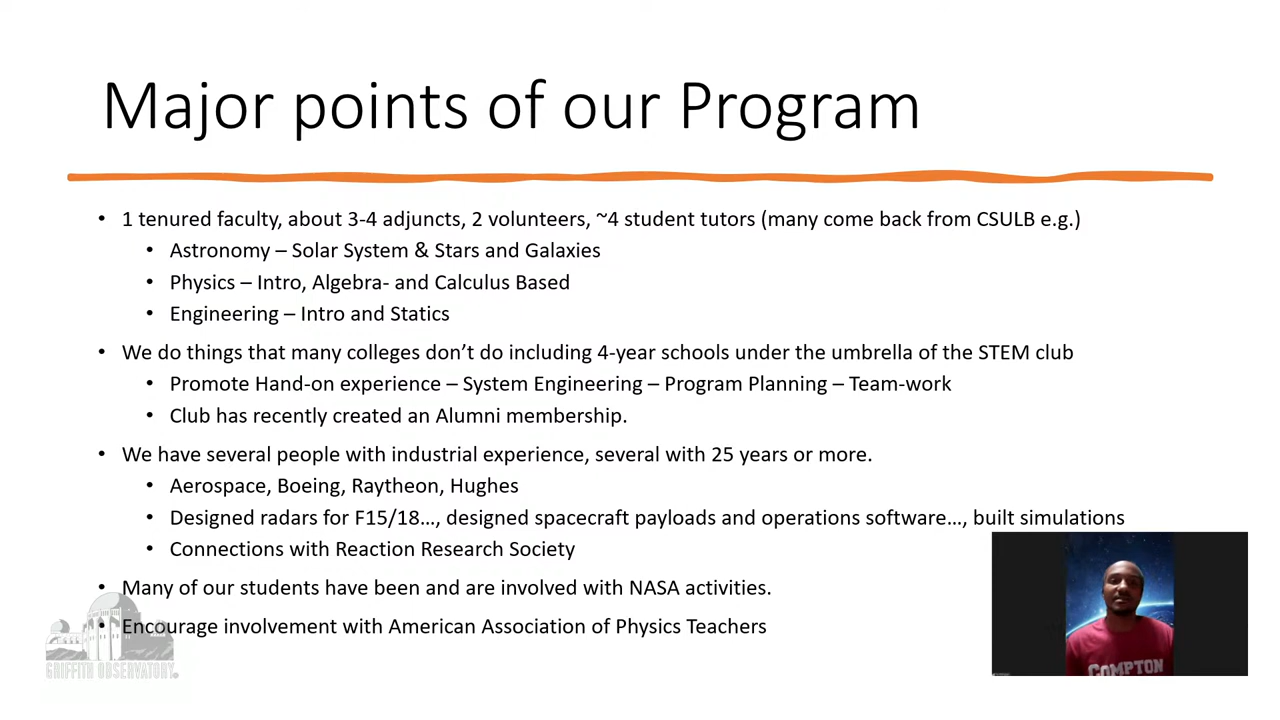 Major points of our Program
• 1 tenured faculty, about 3-4 adjuncts, 2 volunteers, ~4 student tutors (many come back from CSULB e.g.)
• Astronomy – Solar System & Stars and Galaxies
• Physics – Intro, Algebra- and Calculus Based
• Engineering – Intro and Statics
• We do things that many colleges don’t do including 4-year schools under the umbrella of the STEM club
• Promote Hand-on experience – System Engineering – Program Planning – Team-work
• Club has recently created an Alumni membership.
• We have several people with industrial experience, several with 25 years or more.
• Aerospace, Boeing, Raytheon, Hughes
• Designed radars for F15/18…, designed spacecraft payloads and operations software…, built simulations
• Connections with Reaction Research Society
• Many of our students have been and are involved with NASA activities.
• Encourage involvement with American Association of Physics Teachers
GRIFFITH OBSERVATORY
COMPTON